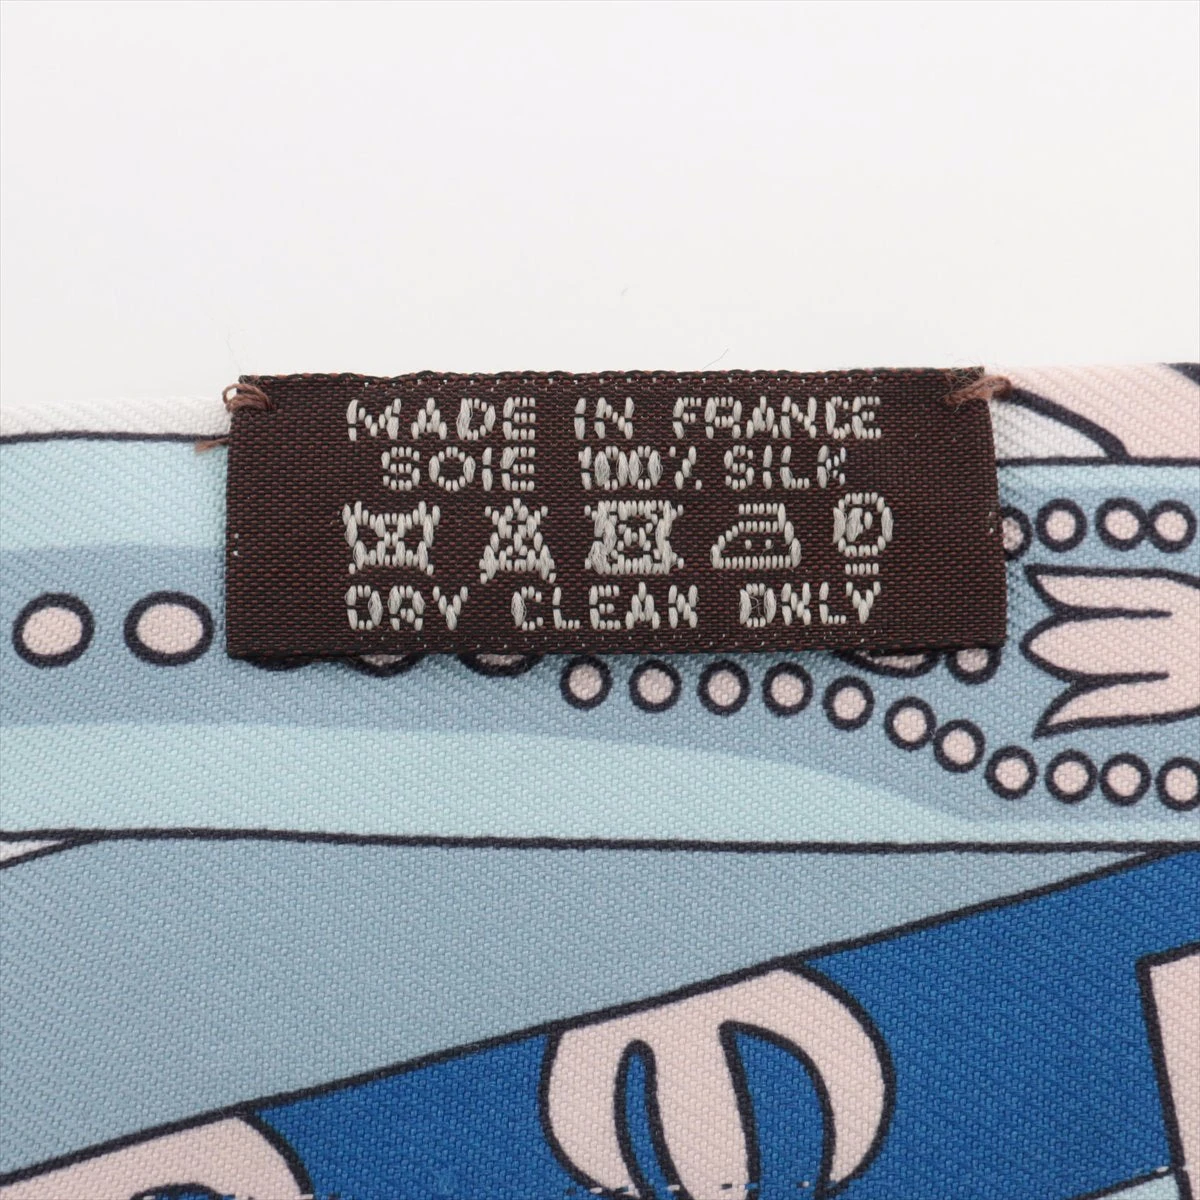 MADE IN FRANCE
SOIE 100% SILK
P
DRY CLEAN ONLY